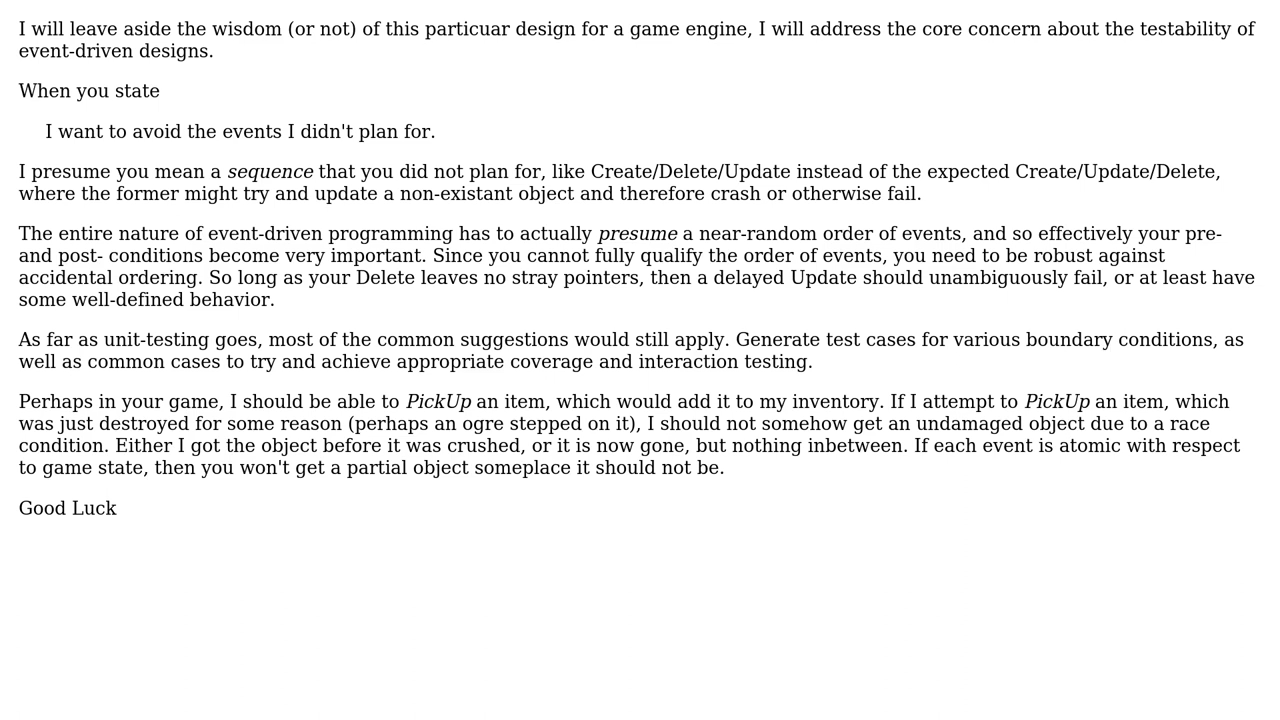 I will leave aside the wisdom (or not) of this particuar design for a game engine, I will address the core concern about the testability of
event-driven designs.
When you state
I want to avoid the events I didn't plan for.
I presume you mean a sequence that you did not plan for, like Create/Delete/Update instead of the expected Create/Update/Delete,
where the former might try and update a non-existant object and therefore crash or otherwise fail.
The entire nature of event-driven programming has to actually presume a near-random order of events, and so effectively your pre-
and post- conditions become very important. Since you cannot fully qualify the order of events, you need to be robust against
accidental ordering. So long as your Delete leaves no stray pointers, then a delayed Update should unambiguously fail, or at least have
some well-defined behavior.
As far as unit-testing goes, most of the common suggestions would still apply. Generate test cases for various boundary conditions, as
well as common cases to try and achieve appropriate coverage and interaction testing.
Perhaps in your game, I should be able to PickUp an item, which would add it to my inventory. If I attempt to PickUp an item, which
was just destroyed for some reason (perhaps an ogre stepped on it), I should not somehow get an undamaged object due to a race
condition. Either I got the object before it was crushed, or it is now gone, but nothing inbetween. If each event is atomic with respect
to game state, then you won't get a partial object someplace it should not be.
Good Luck